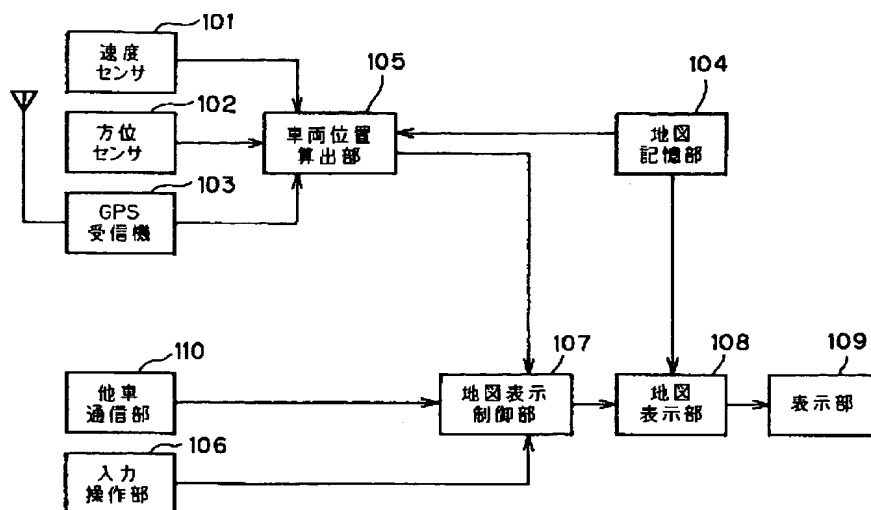 101
速度
センサ
102
方位
センサ
103
GPS
受信機
105
車両位置
算出部
104
地図
記憶部
110
他車
通信部
106
入力
操作部
107
地図表示
制御部
108
地図
表示部
109
表示部